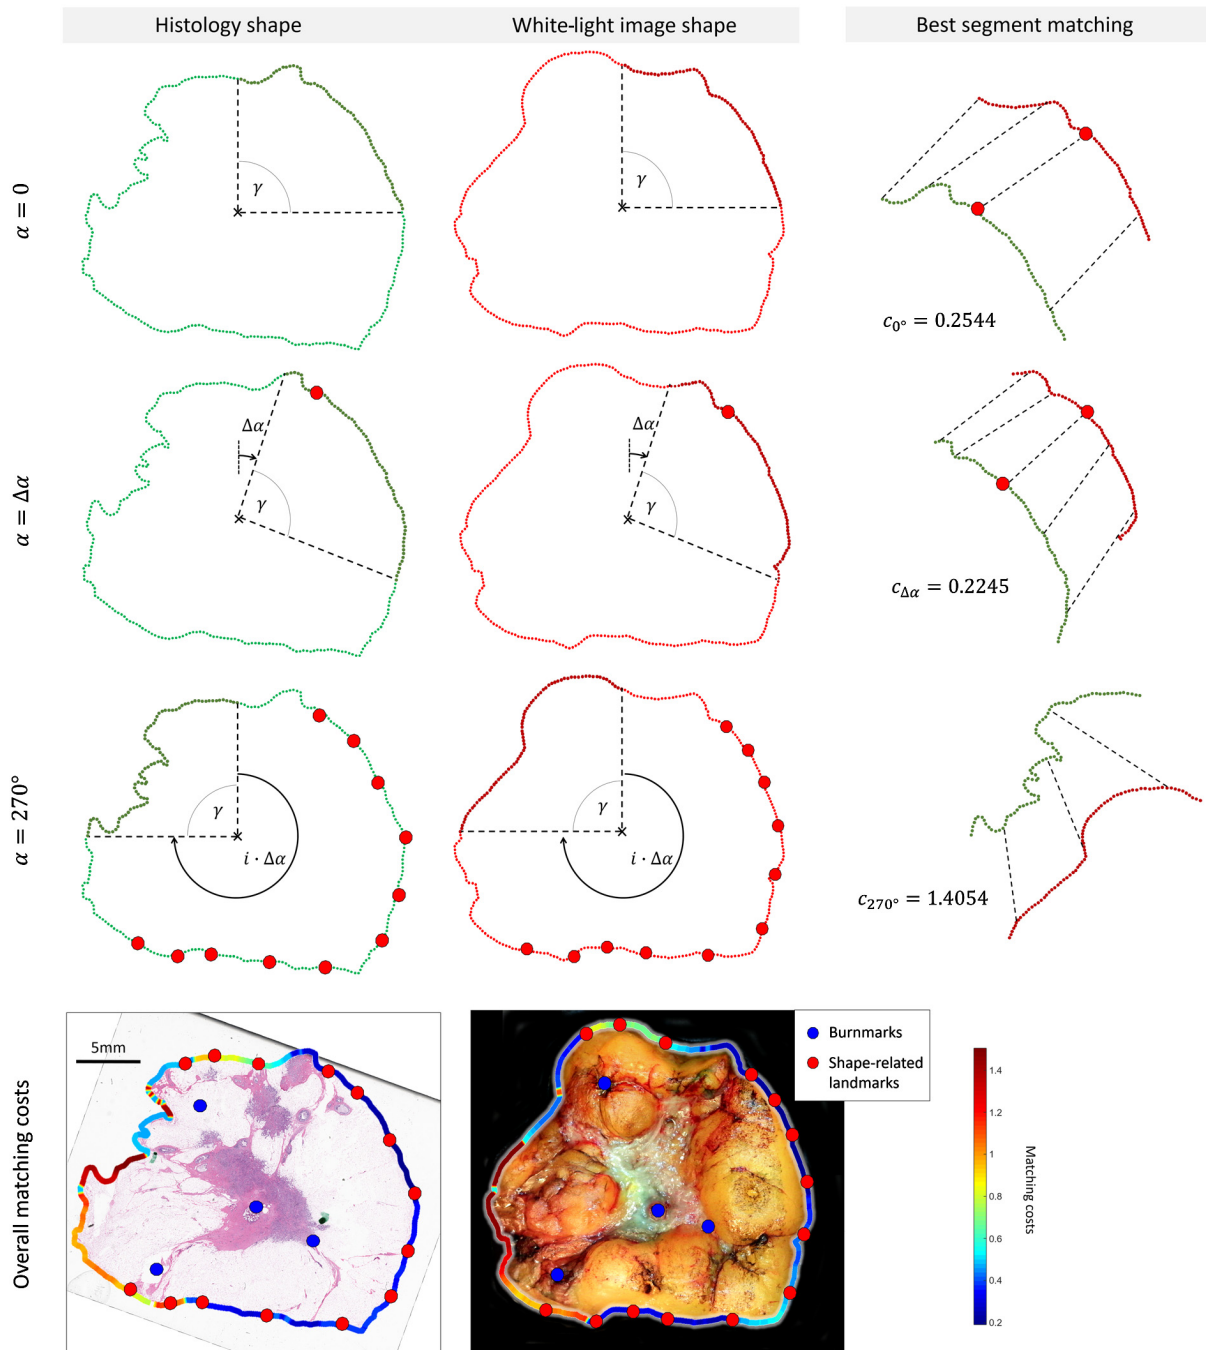 Histology shape
White-light image shape
Best segment matching
α = 0
γ
γ
c₀° = 0.2544
α = Δα
Δα
γ
Δα
γ
c_Δα = 0.2245
α = 270°
γ
i · Δα
γ
i · Δα
c₂₇₀° = 1.4054
Overall matching costs
5mm
Burnmarks
Shape-related
landmarks
1.4
1.2
1
0.8
0.6
0.4
0.2
Matching costs